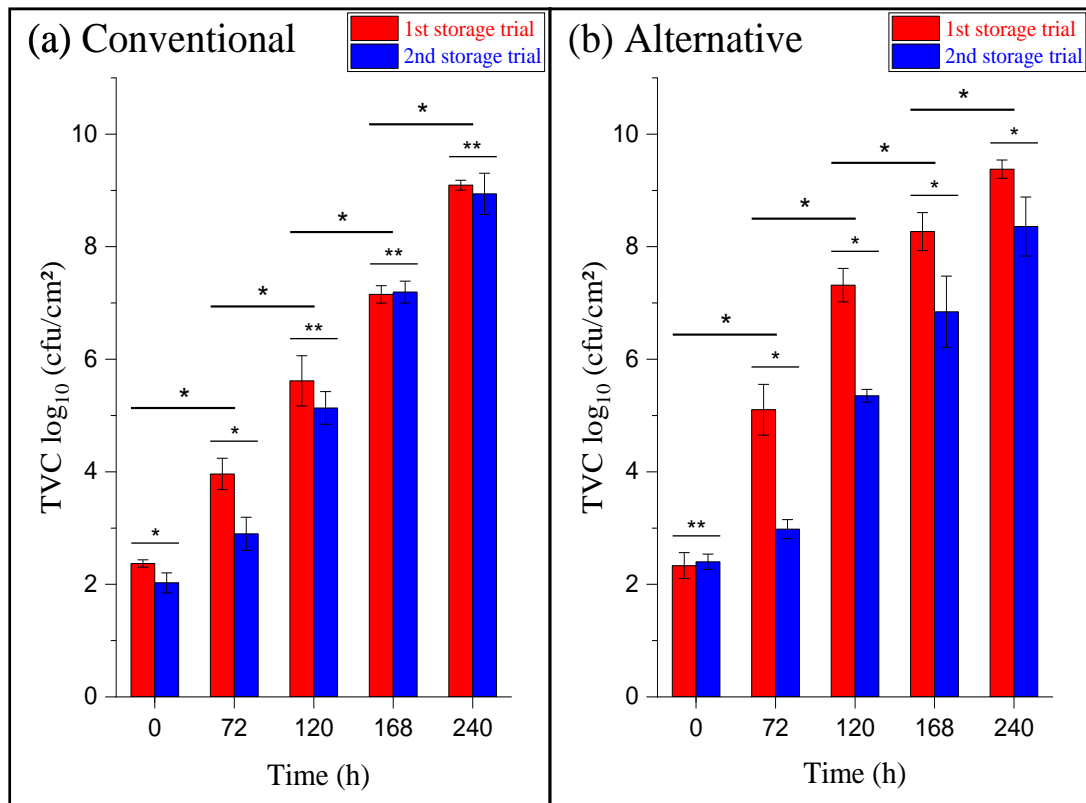 (a) Conventional
1st storage trial
2nd storage trial
TVC log₁₀ (cfu/cm²)
10
8
6
4
2
0
*
*
*
*
*
*
**
**
**
0 72 120 168 240
Time (h)
(b) Alternative
1st storage trial
2nd storage trial
TVC log₁₀ (cfu/cm²)
10
8
6
4
2
0
*
*
*
*
*
*
*
*
**
0 72 120 168 240
Time (h)